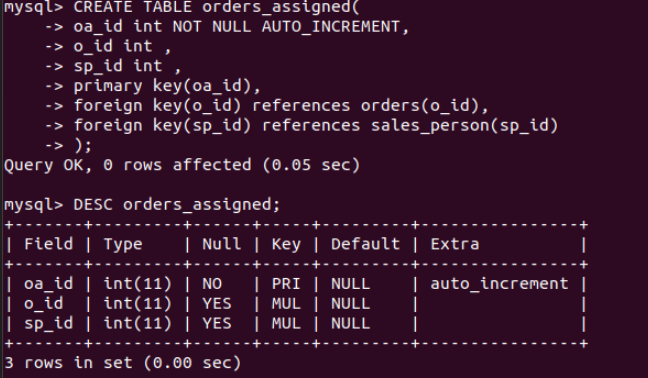 mysql> CREATE TABLE orders_assigned(
    -> oa_id int NOT NULL AUTO_INCREMENT,
    -> o_id int ,
    -> sp_id int ,
    -> primary key(oa_id),
    -> foreign key(o_id) references orders(o_id),
    -> foreign key(sp_id) references sales_person(sp_id)
    -> );
Query OK, 0 rows affected (0.05 sec)

mysql> DESC orders_assigned;
+-------+---------+------+-----+---------+----------------+
| Field | Type    | Null | Key | Default | Extra          |
+-------+---------+------+-----+---------+----------------+
| oa_id | int(11) | NO   | PRI | NULL    | auto_increment |
| o_id  | int(11) | YES  | MUL | NULL    |                |
| sp_id | int(11) | YES  | MUL | NULL    |                |
+-------+---------+------+-----+---------+----------------+
3 rows in set (0.00 sec)